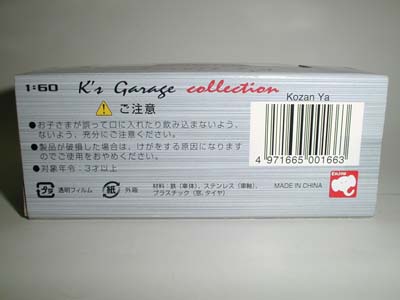 1:60 K's Garage collection
Kozan Ya
ご注意
●お子さまが誤って口に入れたり飲み込まないよう、
ないよう、充分にご注意ください。
●製品が破損した場合は、けがをする原因になります
のでご使用をおやめください。
●対象年令：3才以上
4 971665 001663
透明フィルム
紙 外箱
材料：鉄（車体）、ステンレス（車軸）、
プラスチック（窓、タイヤ）
MADE IN CHINA